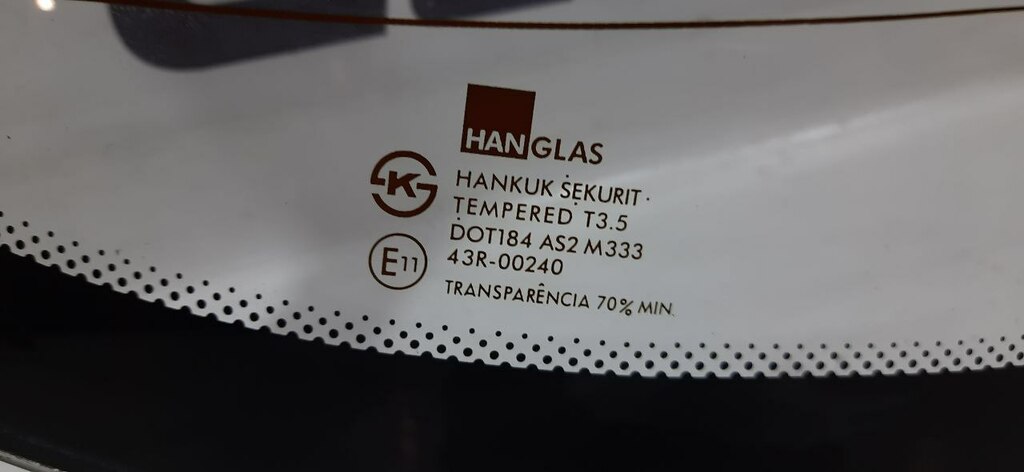 HANGLAS
HANKUK SEKURIT
TEMPERED T3.5
DOT184 AS2 M333
43R-00240
TRANSPARÊNCIA 70% MIN.
K
E11